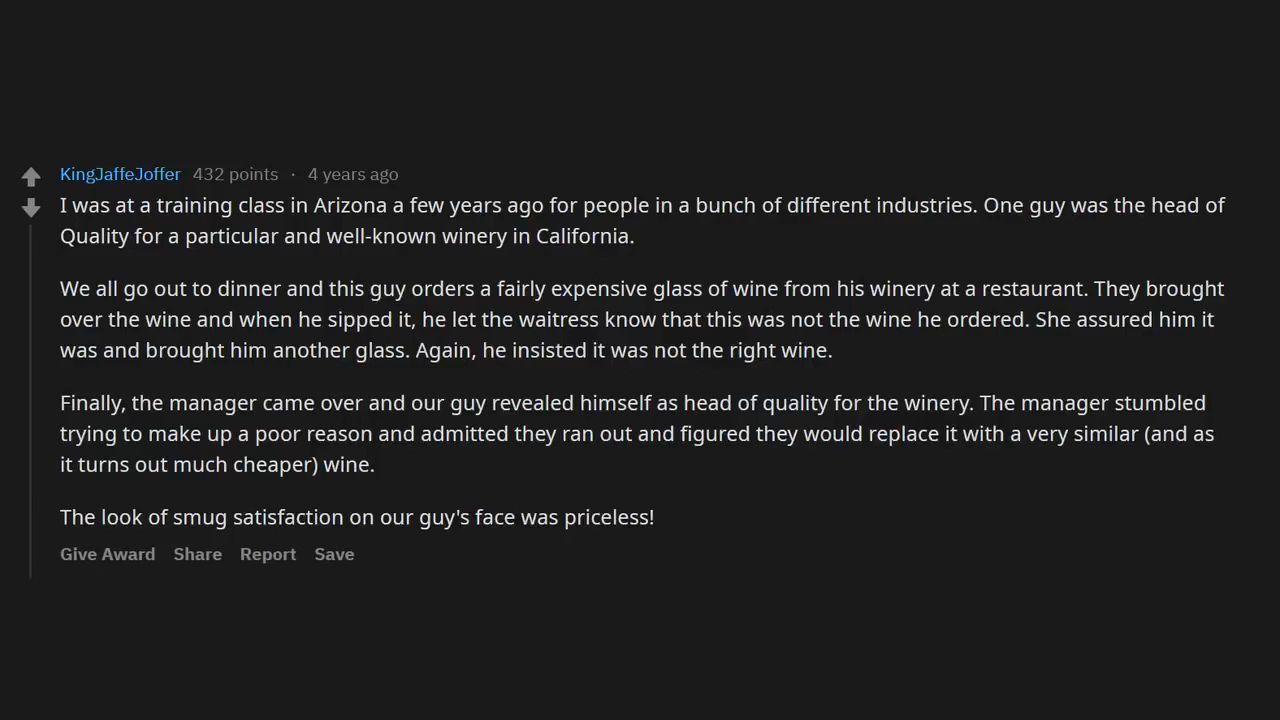 KingJaffeJoffer 432 points · 4 years ago
I was at a training class in Arizona a few years ago for people in a bunch of different industries. One guy was the head of
Quality for a particular and well-known winery in California.
We all go out to dinner and this guy orders a fairly expensive glass of wine from his winery at a restaurant. They brought
over the wine and when he sipped it, he let the waitress know that this was not the wine he ordered. She assured him it
was and brought him another glass. Again, he insisted it was not the right wine.
Finally, the manager came over and our guy revealed himself as head of quality for the winery. The manager stumbled
trying to make up a poor reason and admitted they ran out and figured they would replace it with a very similar (and as
it turns out much cheaper) wine.
The look of smug satisfaction on our guy's face was priceless!
Give Award Share Report Save